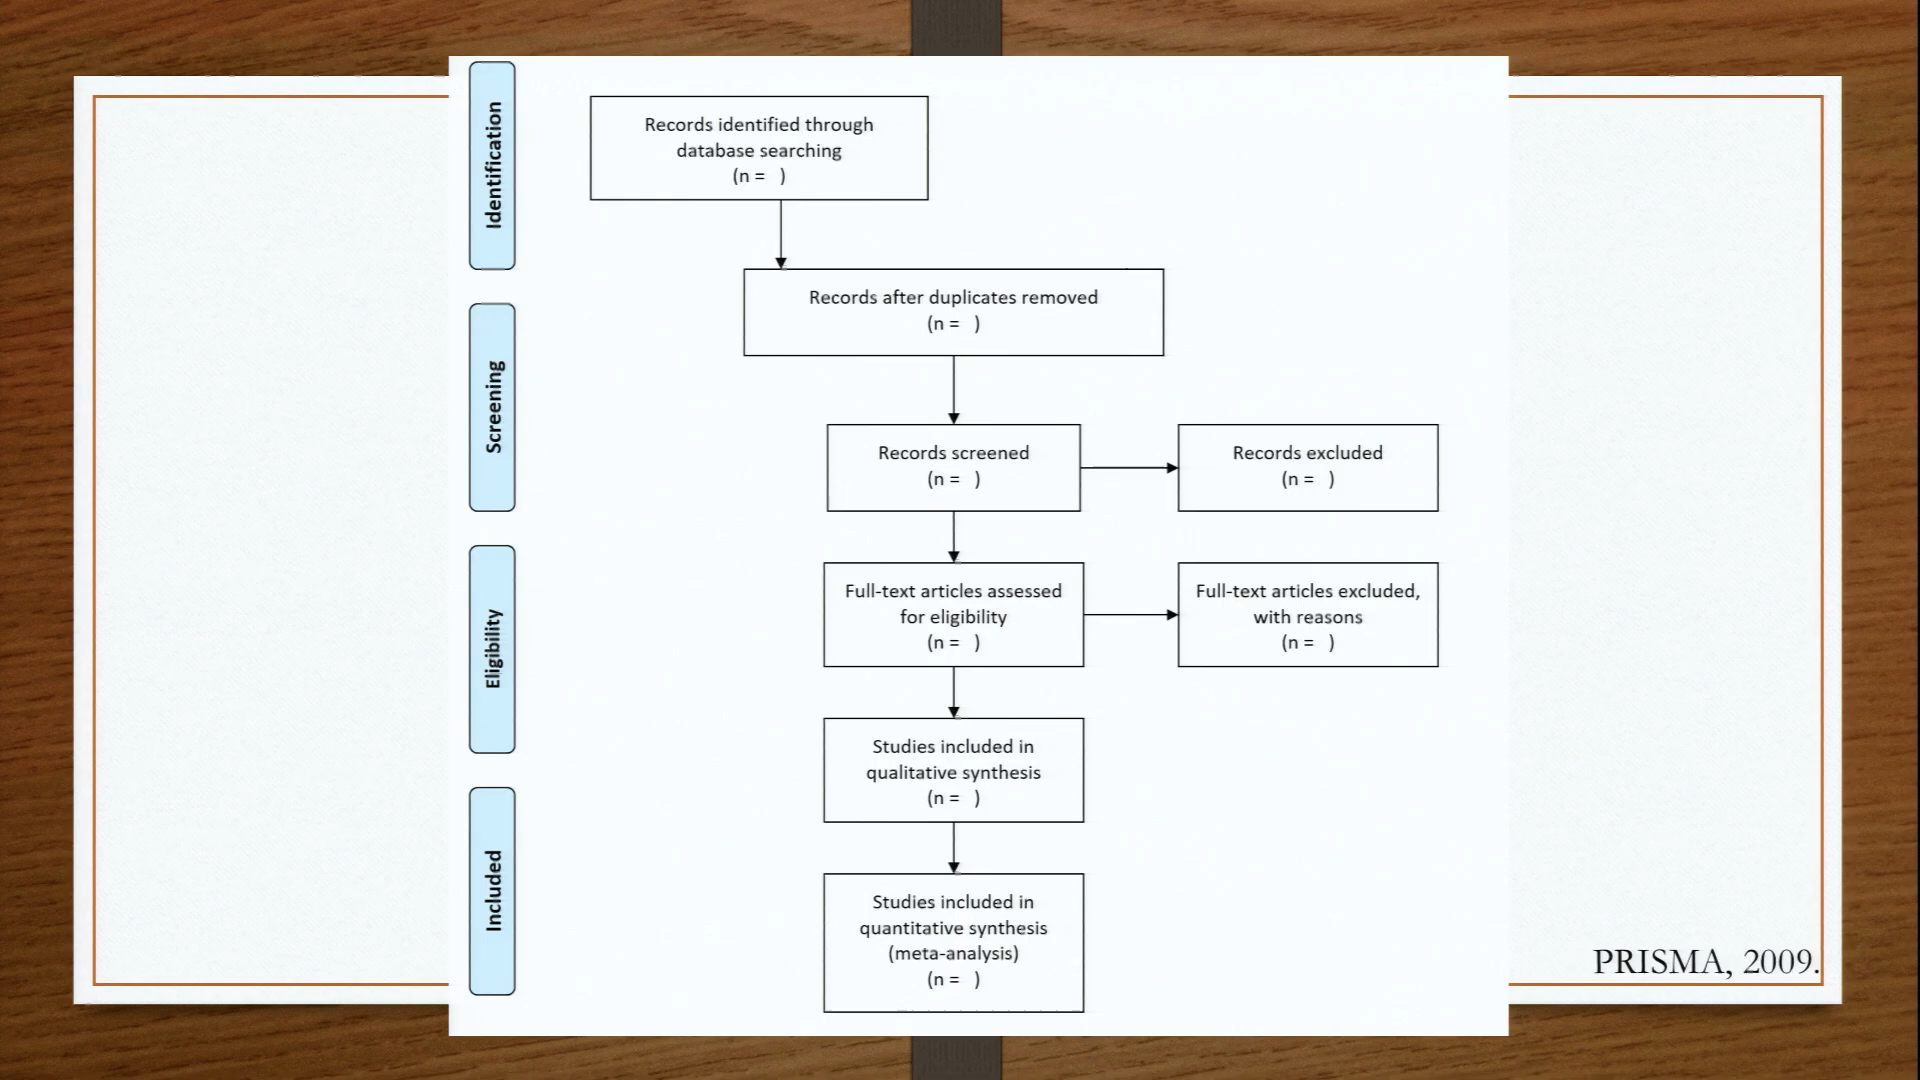 Identification
Records identified through
database searching
(n =   )
Records after duplicates removed
(n =   )
Screening
Records screened
(n =   )
Records excluded
(n =   )
Eligibility
Full-text articles assessed
for eligibility
(n =   )
Full-text articles excluded,
with reasons
(n =   )
Studies included in
qualitative synthesis
(n =   )
Included
Studies included in
quantitative synthesis
(meta-analysis)
(n =   )
PRISMA, 2009.